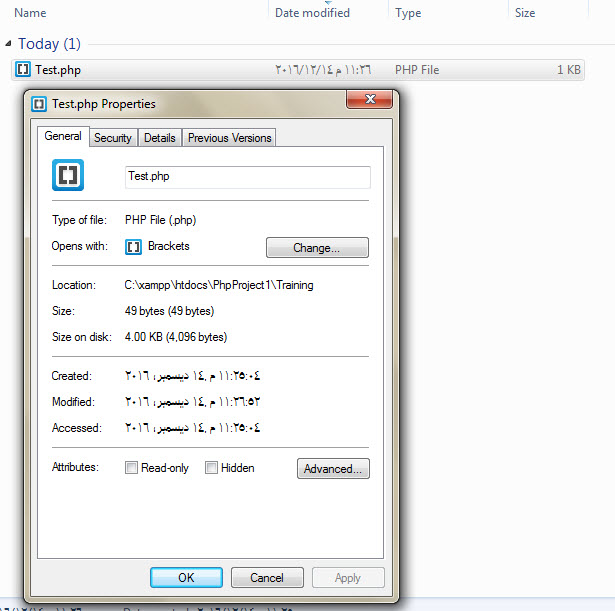 Name Date modified Type Size
Today (1)
Test.php ٢٠١٦/١٢/١٤ م ١١:٢٦ PHP File 1 KB
Test.php Properties
General Security Details Previous Versions
Test.php
Type of file: PHP File (.php)
Opens with: Brackets Change...
Location: C:\xampp\htdocs\PhpProject1\Training
Size: 49 bytes (49 bytes)
Size on disk: 4.00 KB (4,096 bytes)
Created: ١٤ ديسمبر، ٢٠١٦, م ١١:٢٥:٠٤
Modified: ١٤ ديسمبر، ٢٠١٦, م ١١:٢٦:٥٢
Accessed: ١٤ ديسمبر، ٢٠١٦, م ١١:٢٥:٠٤
Attributes: Read-only Hidden Advanced...
OK Cancel Apply